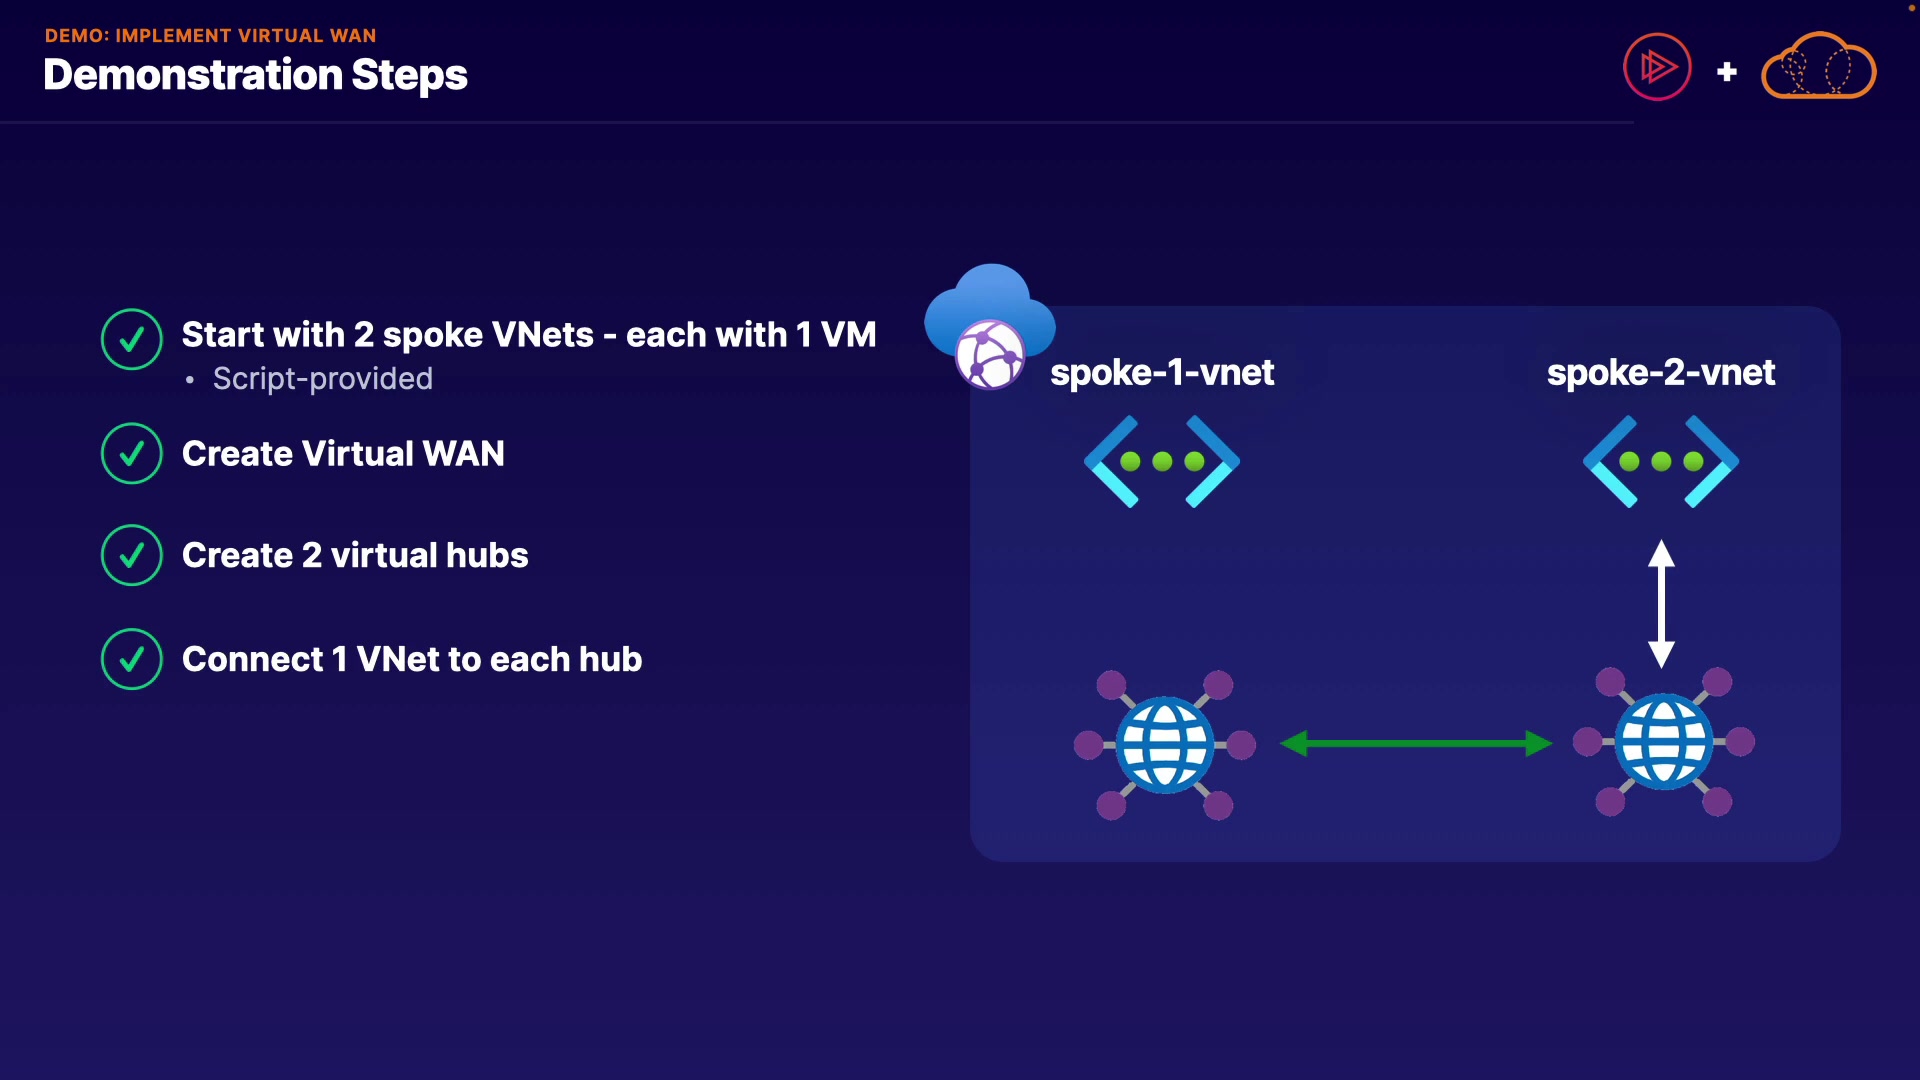 DEMO: IMPLEMENT VIRTUAL WAN
Demonstration Steps
Start with 2 spoke VNets - each with 1 VM
• Script-provided
Create Virtual WAN
Create 2 virtual hubs
Connect 1 VNet to each hub
spoke-1-vnet
spoke-2-vnet